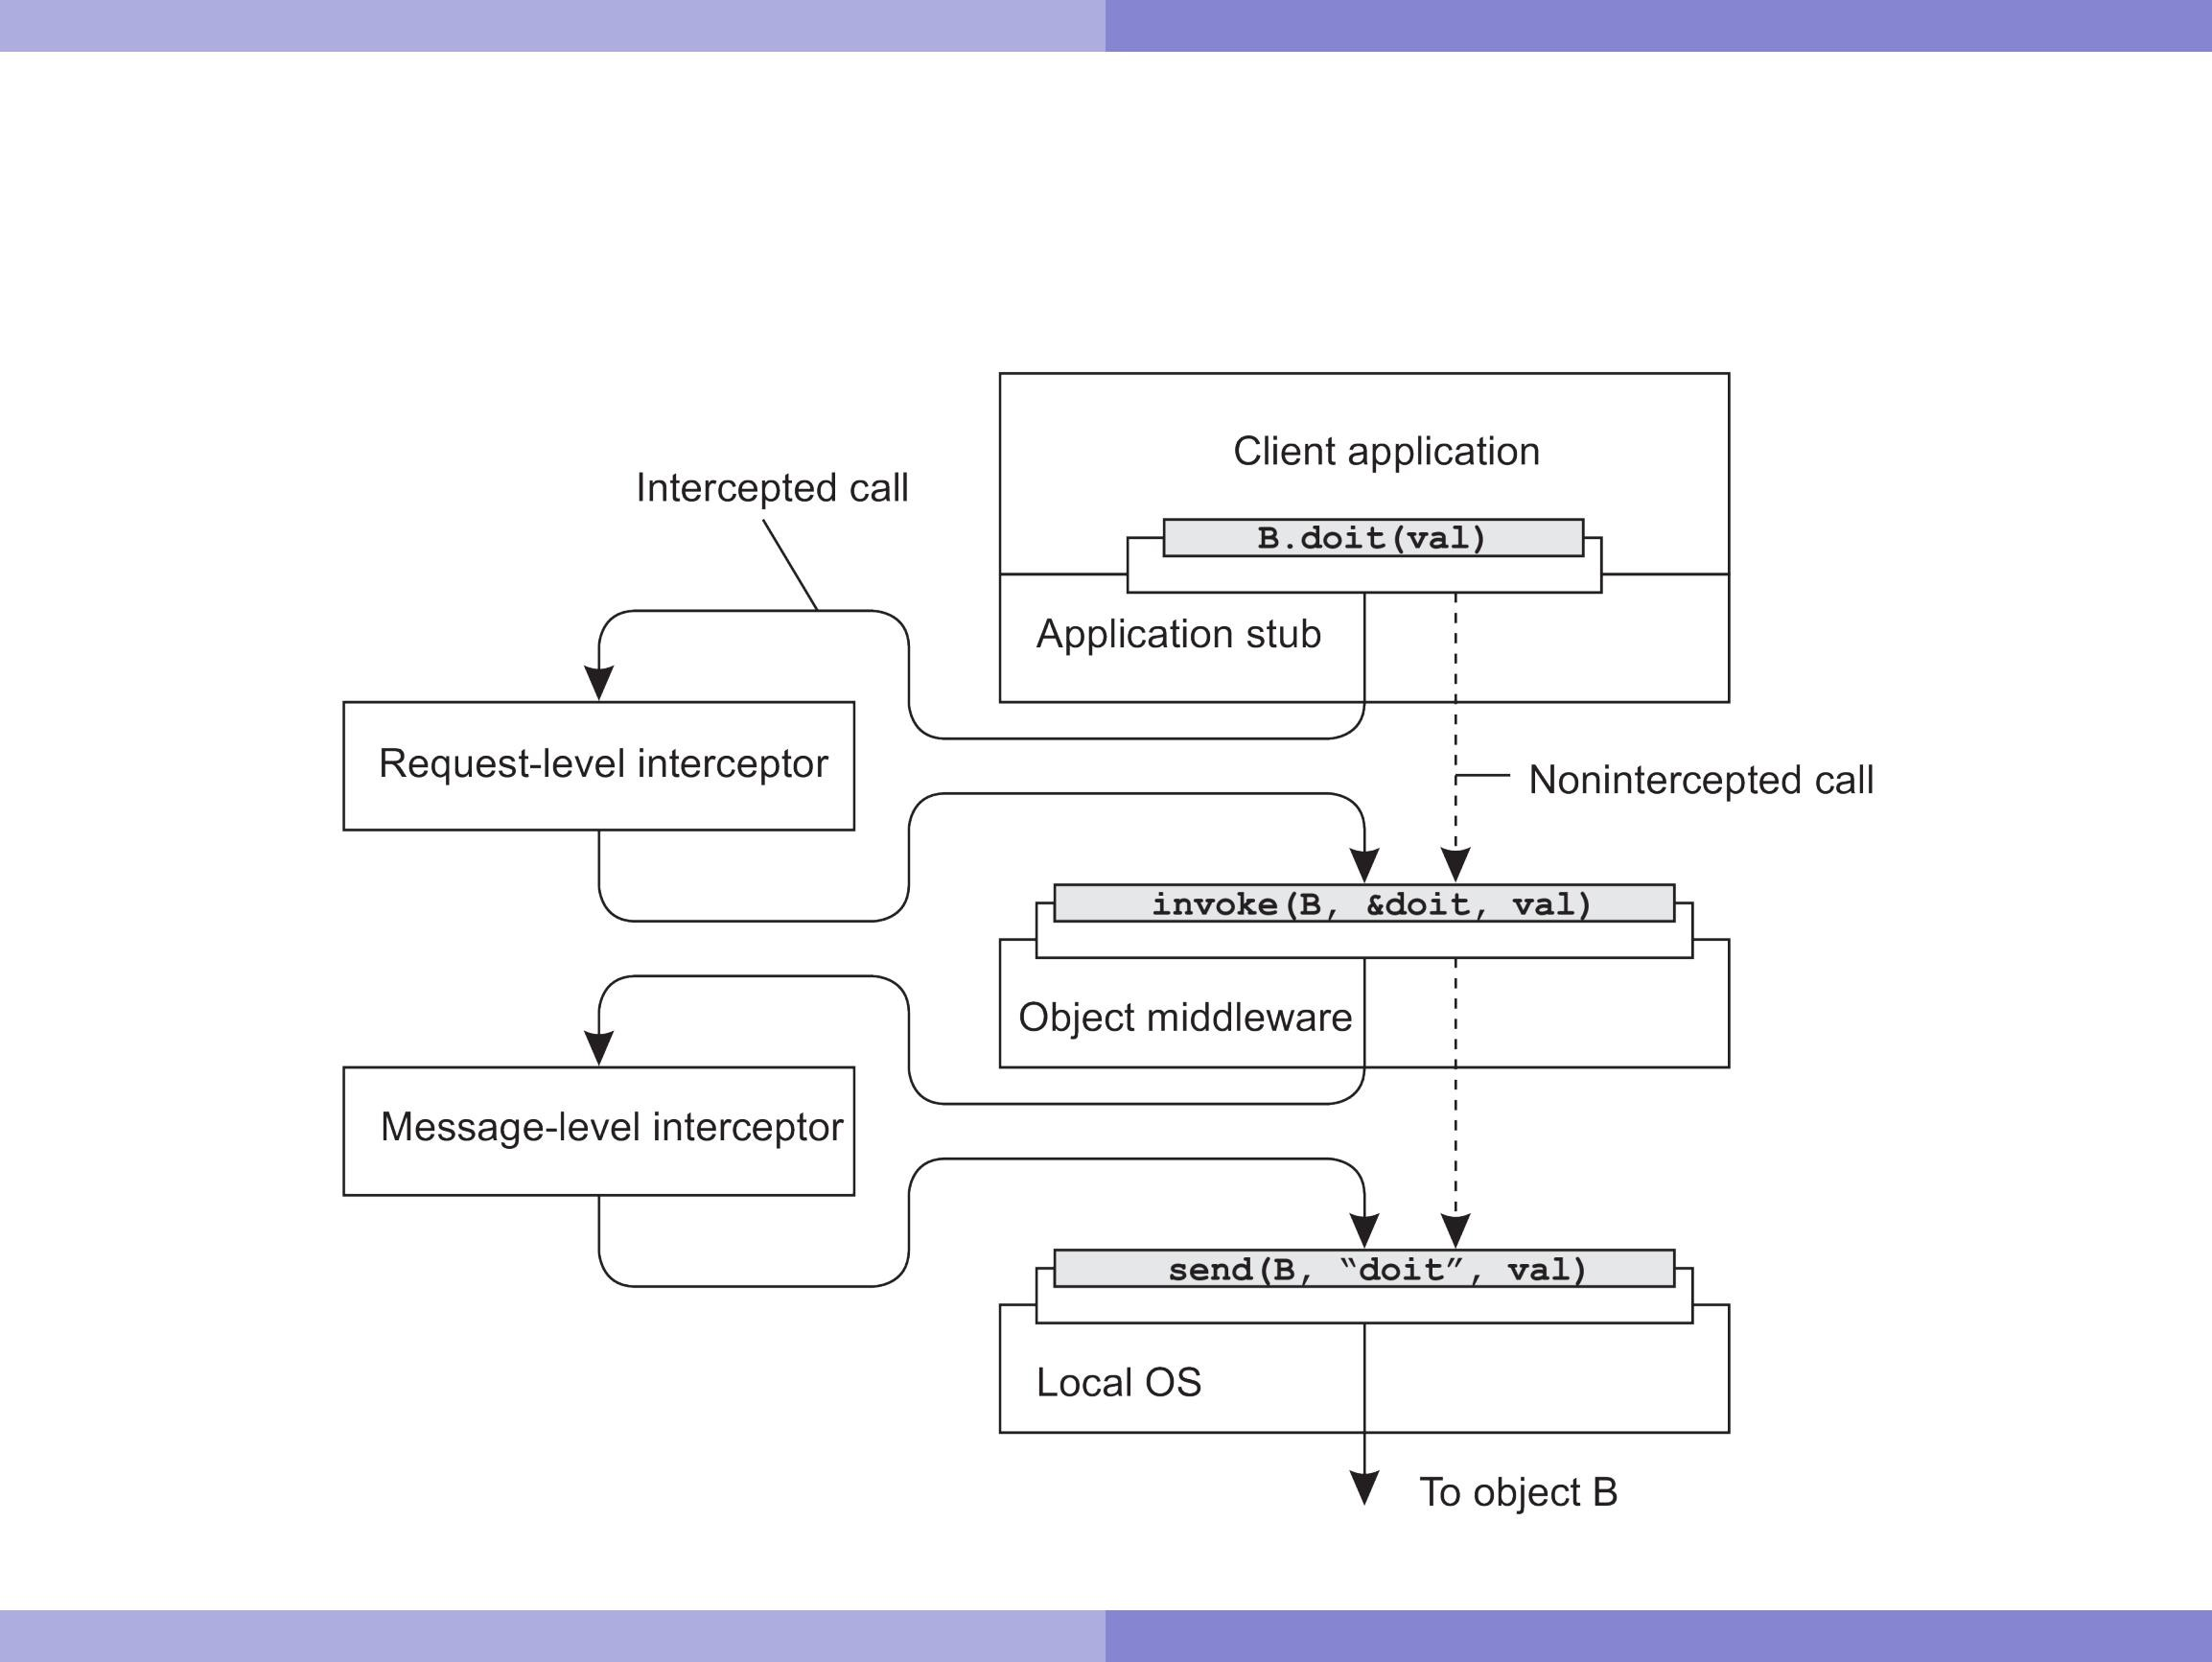 Client application
Intercepted call
B.doit(val)
Application stub
Request-level interceptor
Nonintercepted call
invoke(B, &doit, val)
Object middleware
Message-level interceptor
send(B, “doit”, val)
Local OS
To object B